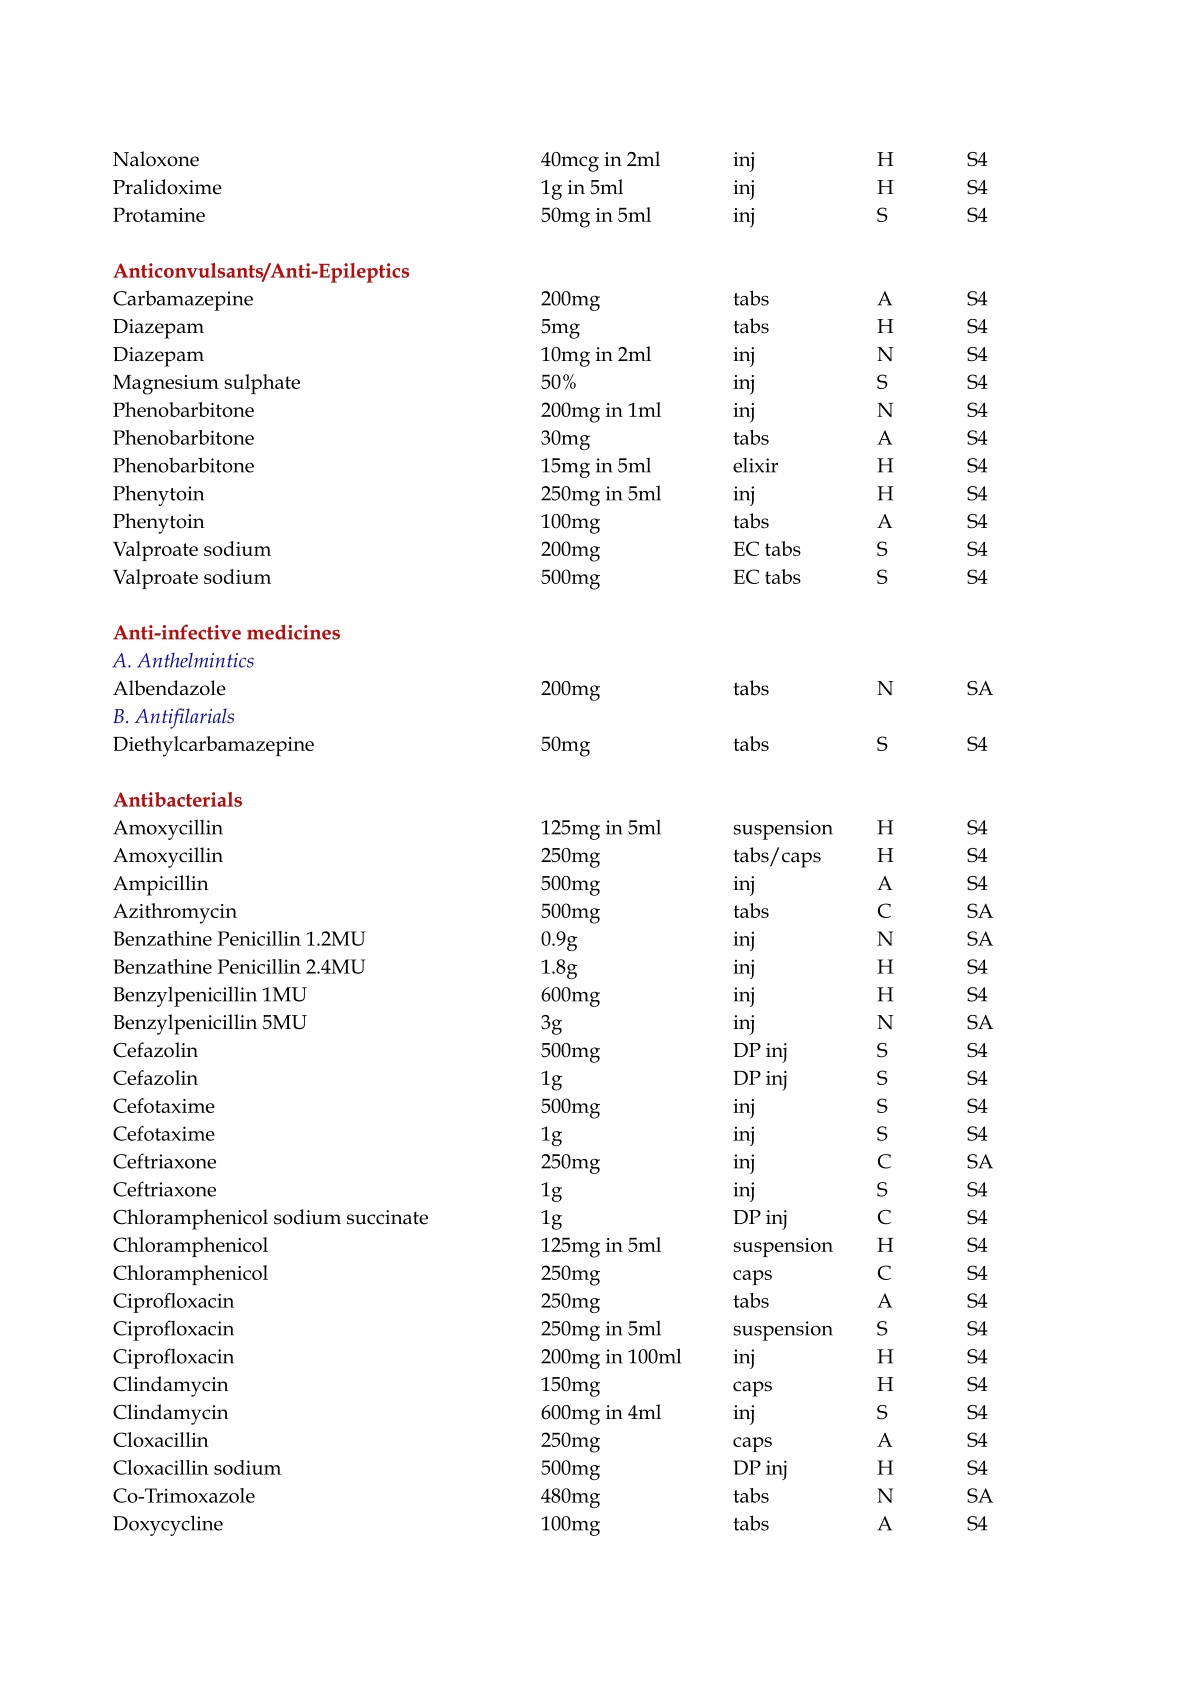 Naloxone 40mcg in 2ml inj H S4
Pralidoxime 1g in 5ml inj H S4
Protamine 50mg in 5ml inj S S4
Anticonvulsants/Anti-Epileptics
Carbamazepine 200mg tabs A S4
Diazepam 5mg tabs H S4
Diazepam 10mg in 2ml inj N S4
Magnesium sulphate 50% inj S S4
Phenobarbitone 200mg in 1ml inj N S4
Phenobarbitone 30mg tabs A S4
Phenobarbitone 15mg in 5ml elixir H S4
Phenytoin 250mg in 5ml inj H S4
Phenytoin 100mg tabs A S4
Valproate sodium 200mg EC tabs S S4
Valproate sodium 500mg EC tabs S S4
Anti-infective medicines
A. Anthelmintics
Albendazole 200mg tabs N SA
B. Antifilarials
Diethylcarbamazepine 50mg tabs S S4
Antibacterials
Amoxycillin 125mg in 5ml suspension H S4
Amoxycillin 250mg tabs/caps H S4
Ampicillin 500mg inj A S4
Azithromycin 500mg tabs C SA
Benzathine Penicillin 1.2MU 0.9g inj N SA
Benzathine Penicillin 2.4MU 1.8g inj H S4
Benzylpenicillin 1MU 600mg inj H S4
Benzylpenicillin 5MU 3g inj N SA
Cefazolin 500mg DP inj S S4
Cefazolin 1g DP inj S S4
Cefotaxime 500mg inj S S4
Cefotaxime 1g inj S S4
Ceftriaxone 250mg inj C SA
Ceftriaxone 1g inj S S4
Chloramphenicol sodium succinate 1g DP inj C S4
Chloramphenicol 125mg in 5ml suspension H S4
Chloramphenicol 250mg caps C S4
Ciprofloxacin 250mg tabs A S4
Ciprofloxacin 250mg in 5ml suspension S S4
Ciprofloxacin 200mg in 100ml inj H S4
Clindamycin 150mg caps H S4
Clindamycin 600mg in 4ml inj S S4
Cloxacillin 250mg caps A S4
Cloxacillin sodium 500mg DP inj H S4
Co-Trimoxazole 480mg tabs N SA
Doxycycline 100mg tabs A S4